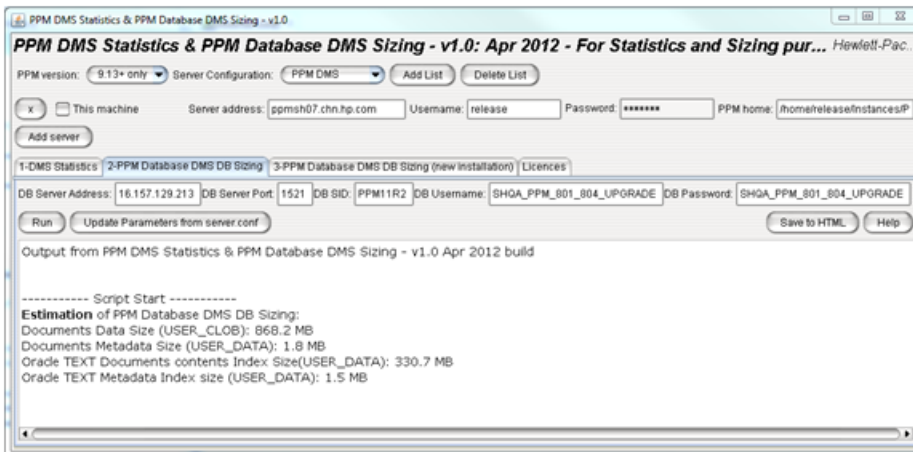 PPM DMS Statistics & PPM Database DMS Sizing - v1.0
PPM DMS Statistics & PPM Database DMS Sizing - v1.0: Apr 2012 - For Statistics and Sizing pur... Hewlett-Pac...
PPM version: 9.13+ only Server Configuration: PPM DMS Add List Delete List
x This machine Server address: ppmsh07.chn.hp.com Username: release Password: ******* PPM home: /home/release/instances/P
Add server
1-DMS Statistics 2-PPM Database DMS DB Sizing 3-PPM Database DMS DB Sizing (new installation) Licences
DB Server Address: 16.157.129.213 DB Server Port: 1521 DB SID: PPM11R2 DB Username: SHQA_PPM_801_804_UPGRADE DB Password: SHQA_PPM_801_804_UPGRADE
Run Update Parameters from server.conf Save to HTML Help
Output from PPM DMS Statistics & PPM Database DMS Sizing - v1.0 Apr 2012 build
----------- Script Start -----------
Estimation of PPM Database DMS DB Sizing:
Documents Data Size (USER_CLOB): 868.2 MB
Documents Metadata Size (USER_DATA): 1.8 MB
Oracle TEXT Documents contents Index Size(USER_DATA): 330.7 MB
Oracle TEXT Metadata Index size (USER_DATA): 1.5 MB